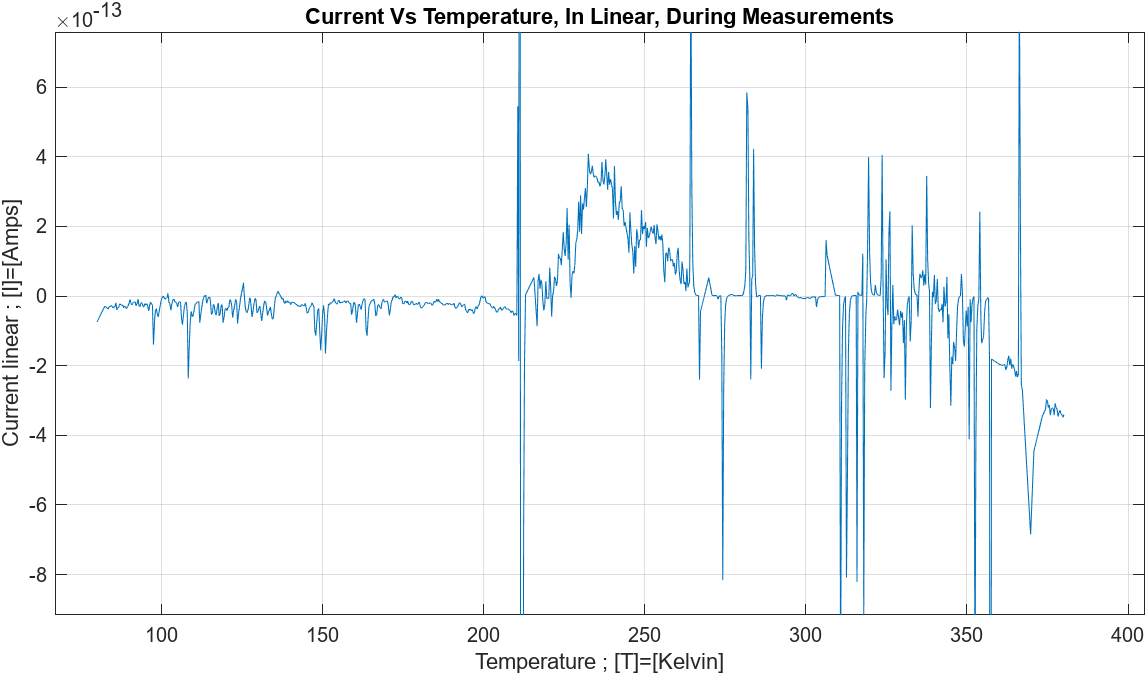 ×10-13
Current Vs Temperature, In Linear, During Measurements
6
4
2
0
-2
-4
-6
-8
Current linear ; [I]=[Amps]
100 150 200 250 300 350 400
Temperature ; [T]=[Kelvin]